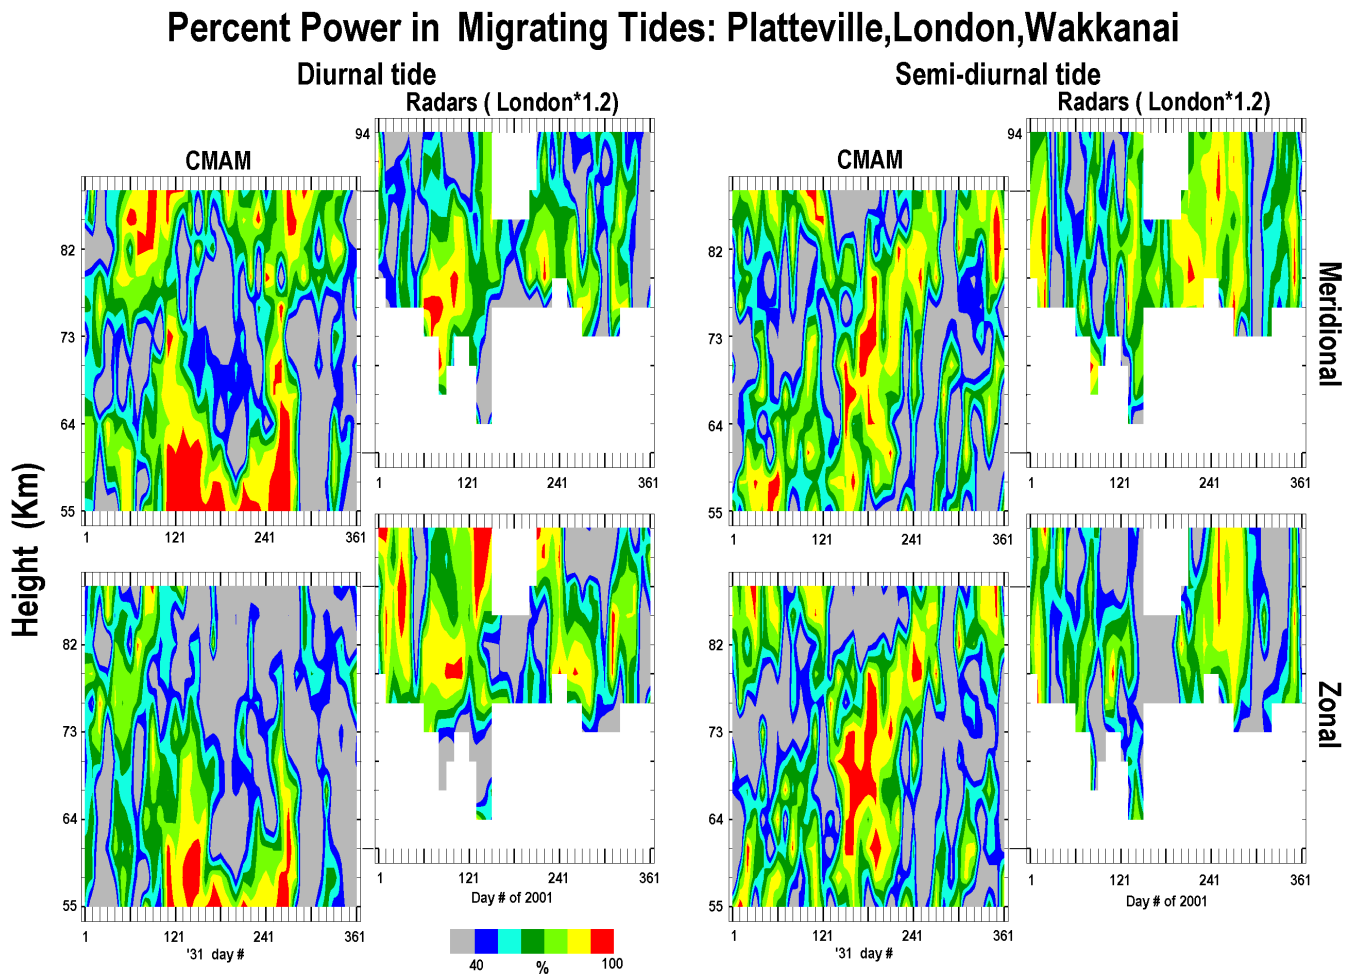 Percent Power in Migrating Tides: Platteville,London,Wakkanai
Diurnal tide
Semi-diurnal tide
Radars ( London*1.2)
Radars ( London*1.2)
CMAM
CMAM
94
94
82
73
64
55
82
73
64
55
1 121 241 361
1 121 241 361
1 121 241 361
1 121 241 361
Meridional
Height (Km)
82
73
64
55
82
73
64
55
1 121 241 361
'31 day #
121 241 361
Day # of 2001
1 121 241 361
'31 day #
1 121 241 361
Day # of 2001
Zonal
40 % 100